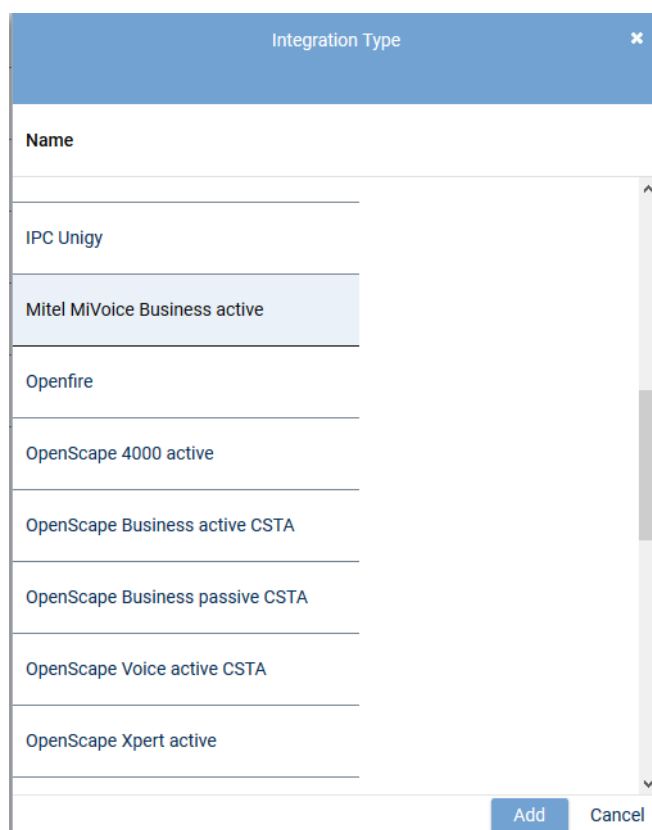 Integration Type
Name
IPC Unigy
Mitel MiVoice Business active
Openfire
OpenScape 4000 active
OpenScape Business active CSTA
OpenScape Business passive CSTA
OpenScape Voice active CSTA
OpenScape Xpert active
Add Cancel